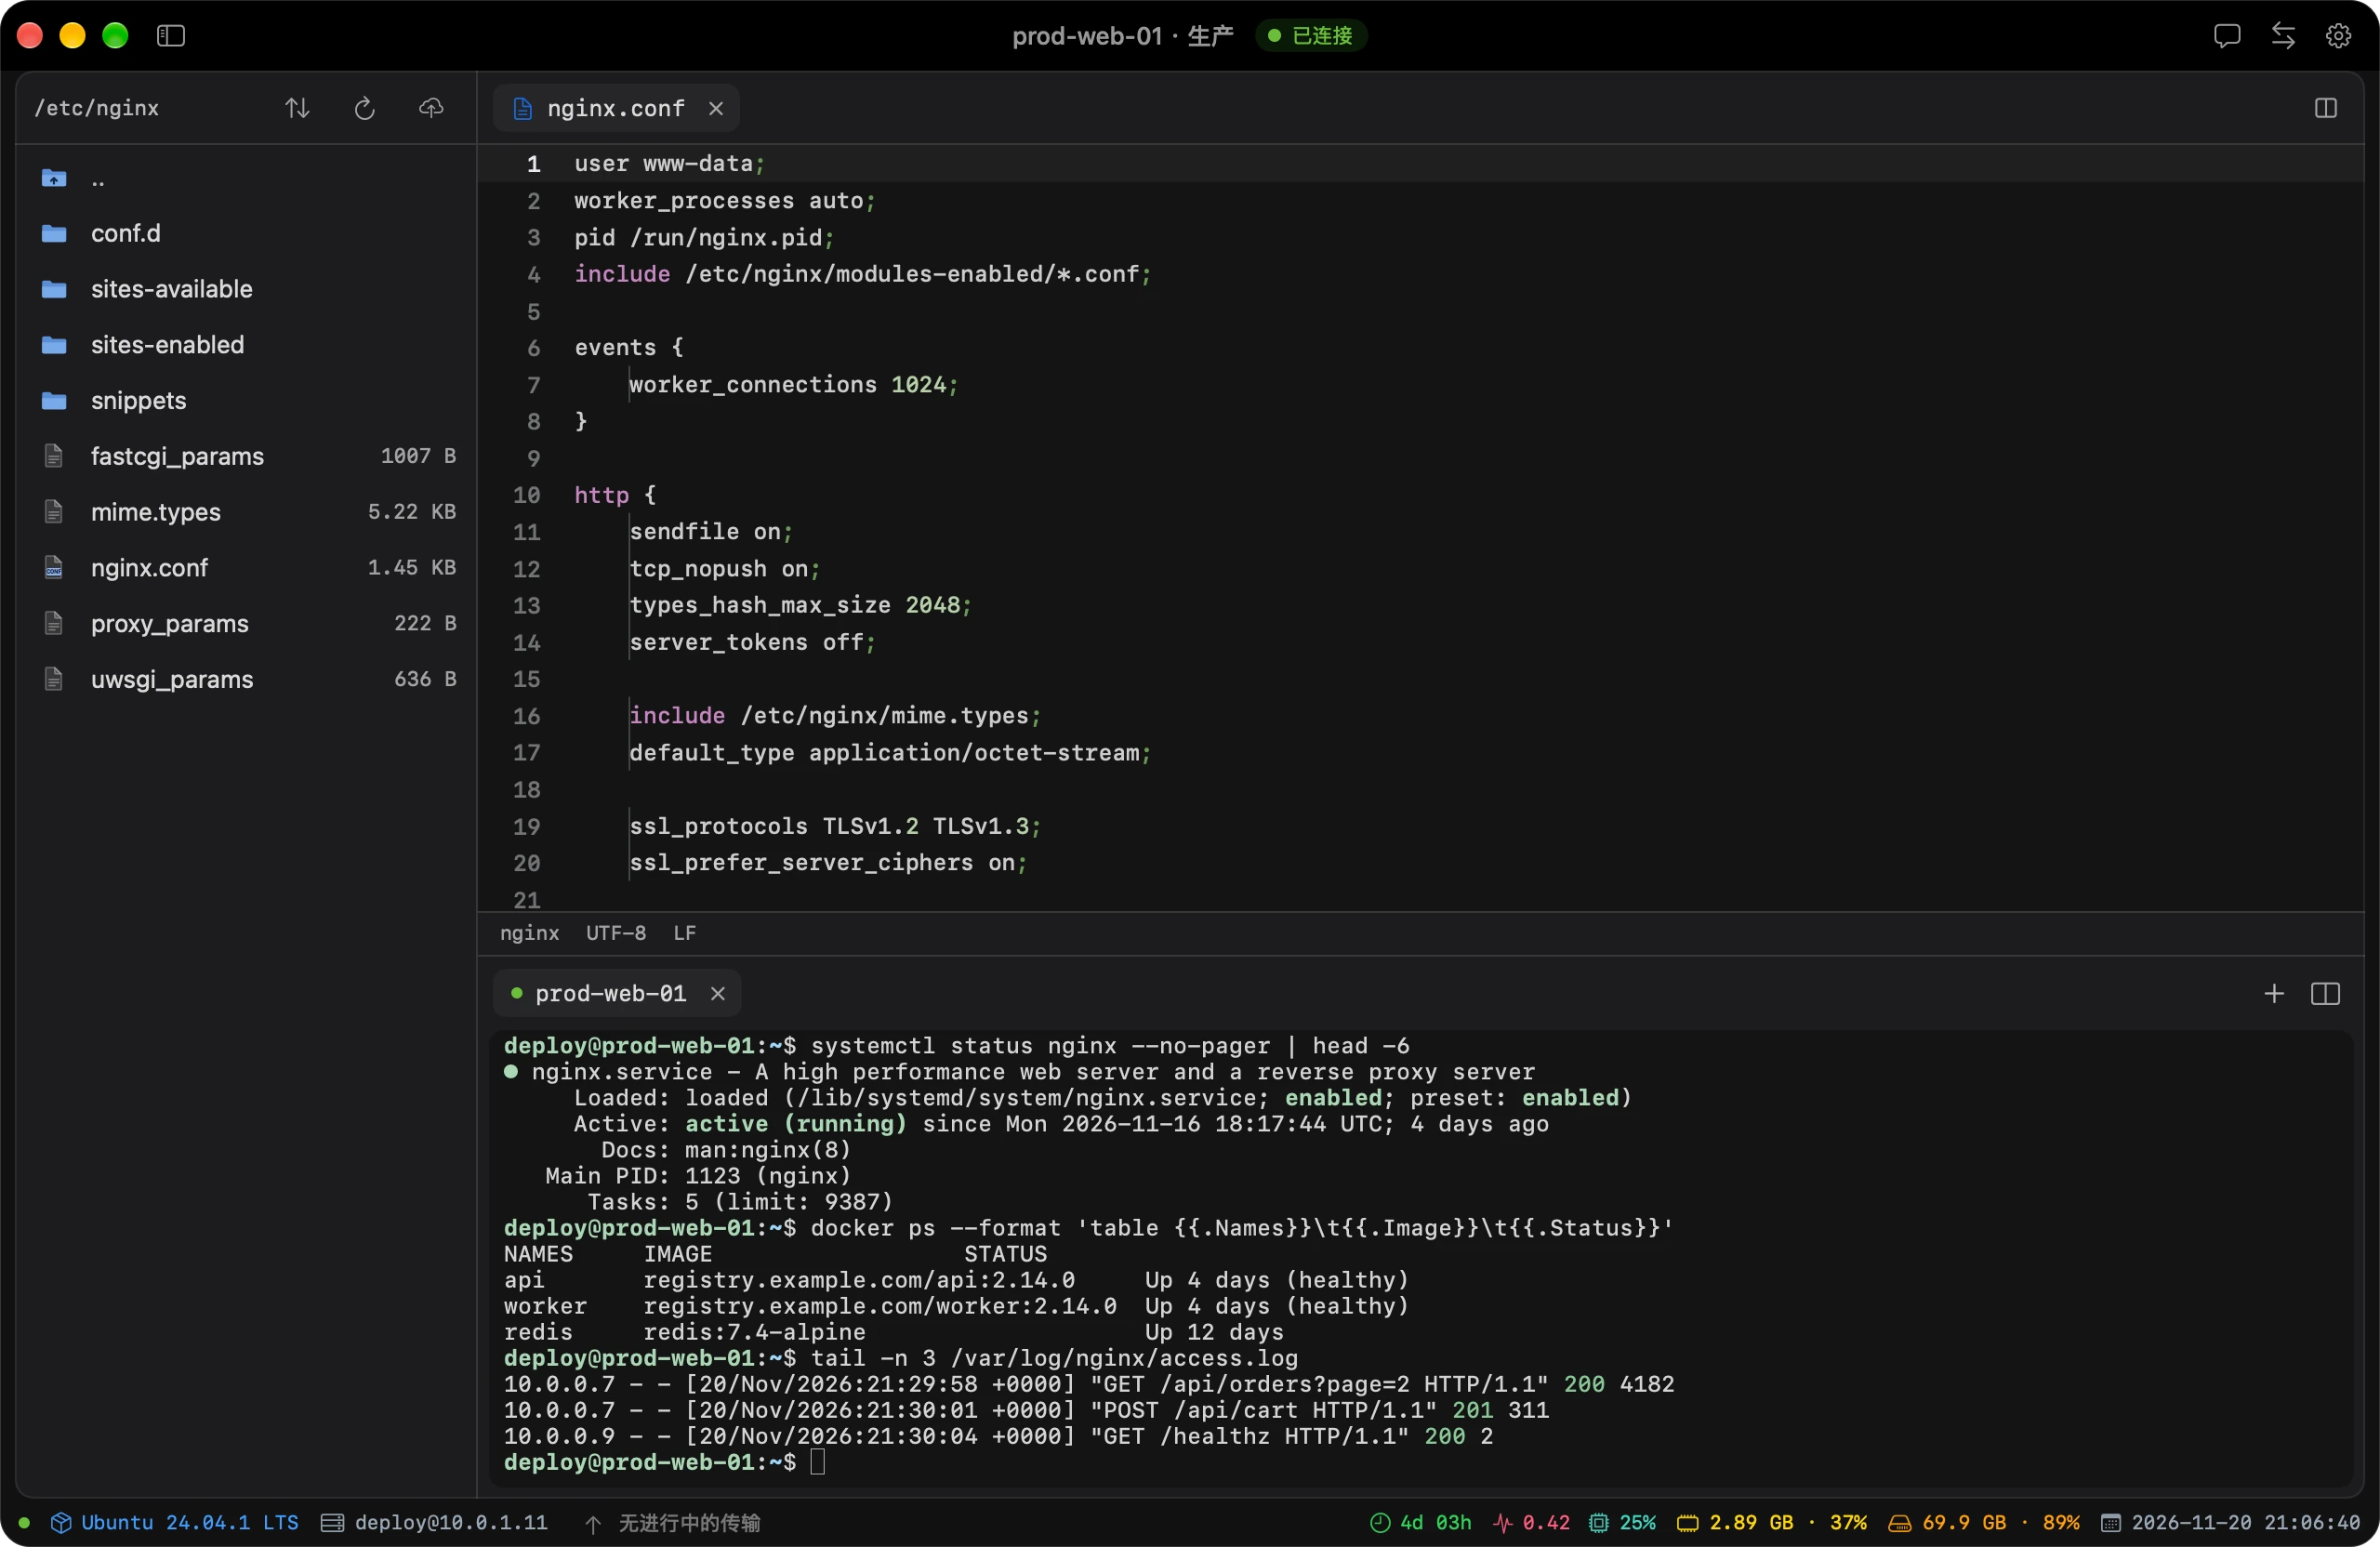 prod-web-01 · 生产 已连接
/etc/nginx
..
conf.d
sites-available
sites-enabled
snippets
fastcgi_params 1007 B
mime.types 5.22 KB
nginx.conf 1.45 KB
proxy_params 222 B
uwsgi_params 636 B
nginx.conf
1 user www-data;
2 worker_processes auto;
3 pid /run/nginx.pid;
4 include /etc/nginx/modules-enabled/*.conf;
5
6 events {
7     worker_connections 1024;
8 }
9
10 http {
11     sendfile on;
12     tcp_nopush on;
13     types_hash_max_size 2048;
14     server_tokens off;
15
16     include /etc/nginx/mime.types;
17     default_type application/octet-stream;
18
19     ssl_protocols TLSv1.2 TLSv1.3;
20     ssl_prefer_server_ciphers on;
21
nginx UTF-8 LF
prod-web-01
deploy@prod-web-01:~$ systemctl status nginx --no-pager | head -6
● nginx.service - A high performance web server and a reverse proxy server
     Loaded: loaded (/lib/systemd/system/nginx.service; enabled; preset: enabled)
     Active: active (running) since Mon 2026-11-16 18:17:44 UTC; 4 days ago
       Docs: man:nginx(8)
   Main PID: 1123 (nginx)
      Tasks: 5 (limit: 9387)
deploy@prod-web-01:~$ docker ps --format 'table {{.Names}}\t{{.Image}}\t{{.Status}}'
NAMES     IMAGE                  STATUS
api       registry.example.com/api:2.14.0     Up 4 days (healthy)
worker    registry.example.com/worker:2.14.0  Up 4 days (healthy)
redis     redis:7.4-alpine                    Up 12 days
deploy@prod-web-01:~$ tail -n 3 /var/log/nginx/access.log
10.0.0.7 - - [20/Nov/2026:21:29:58 +0000] "GET /api/orders?page=2 HTTP/1.1" 200 4182
10.0.0.7 - - [20/Nov/2026:21:30:01 +0000] "POST /api/cart HTTP/1.1" 201 311
10.0.0.9 - - [20/Nov/2026:21:30:04 +0000] "GET /healthz HTTP/1.1" 200 2
deploy@prod-web-01:~$
Ubuntu 24.04.1 LTS deploy@10.0.1.11 无进行中的传输 4d 03h 0.42 25% 2.89 GB · 37% 69.9 GB · 89% 2026-11-20 21:06:40